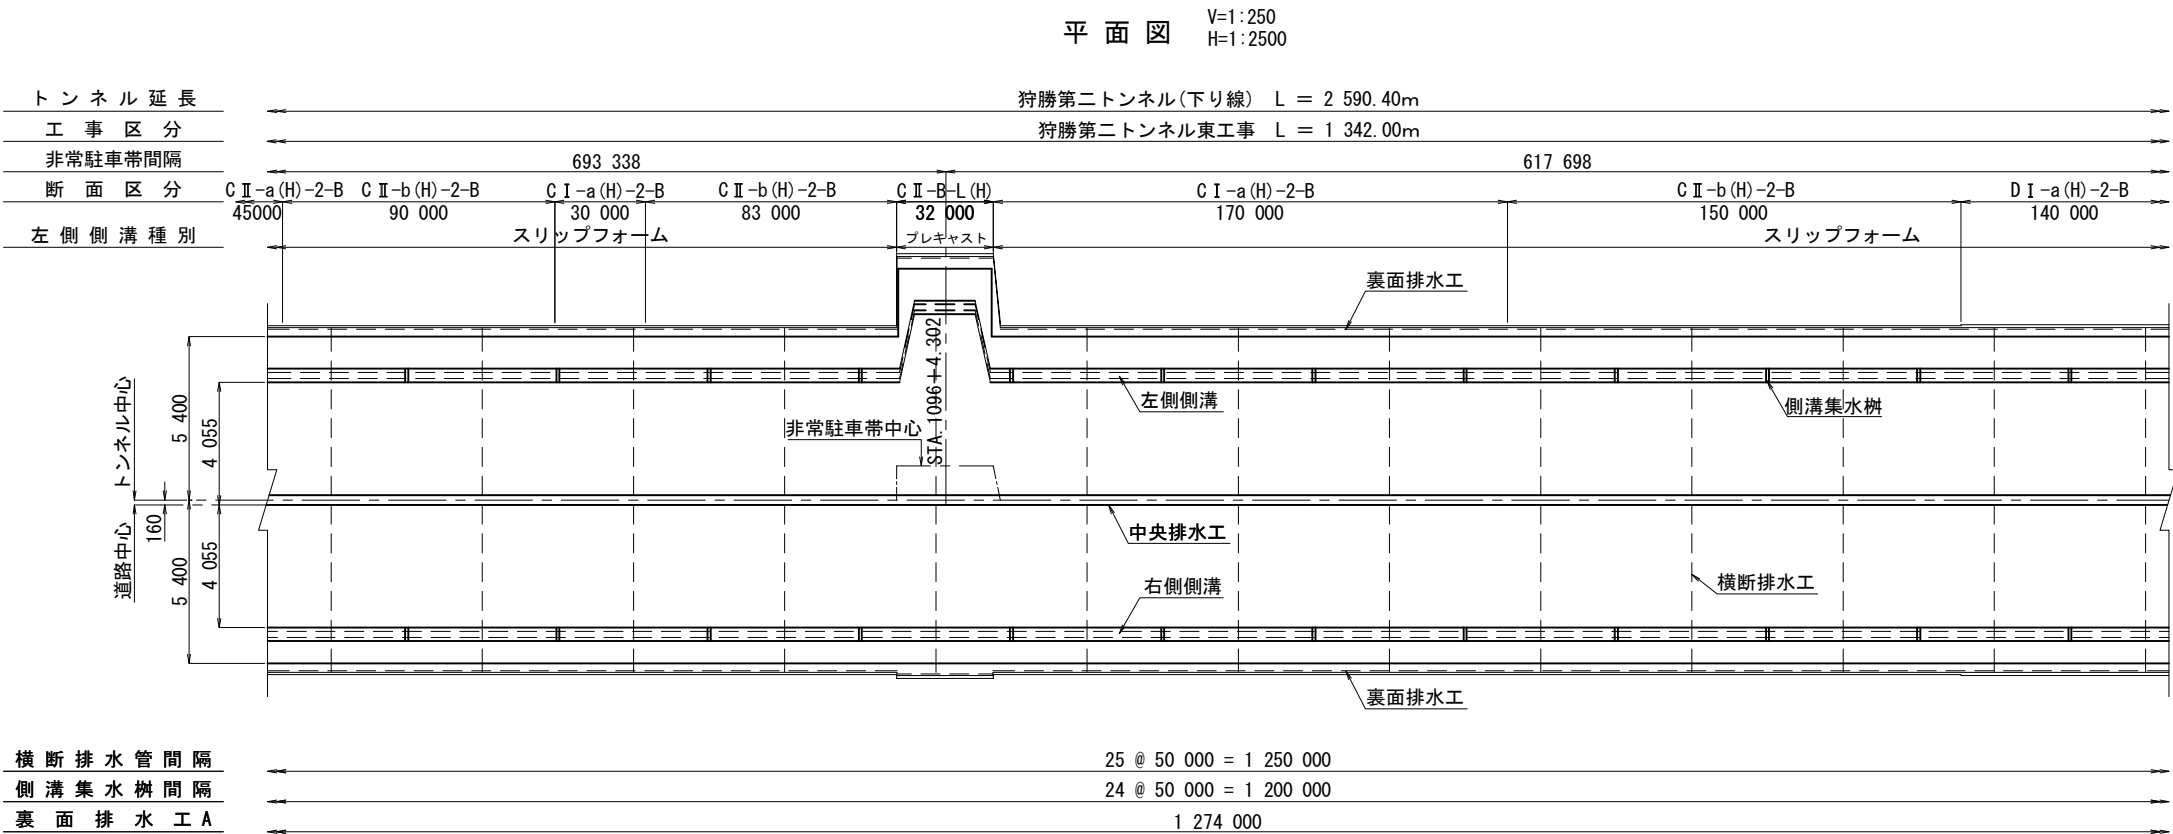 平 面 図
V=1:250
H=1:2500
トンネル延長
狩勝第二トンネル(下り線) L = 2 590.40m
工事区分
狩勝第二トンネル東工事 L = 1 342.00m
非常駐車帯間隔
693 338
617 698
断面区分
CⅡ-a(H)-2-B
CⅡ-b(H)-2-B
CⅠ-a(H)-2-B
CⅡ-b(H)-2-B
CⅡ-B-L(H)
CⅠ-a(H)-2-B
CⅡ-b(H)-2-B
DⅠ-a(H)-2-B
45000
90 000
30 000
83 000
32 000
170 000
150 000
140 000
左側側溝種別
スリップフォーム
プレキャスト
スリップフォーム
裏面排水工
STA.1096+4.302
左側側溝
側溝集水桝
非常駐車帯中心
トンネル中心
5 400
4 055
道路中心
160
5 400
4 055
中央排水工
右側側溝
横断排水工
裏面排水工
横断排水管間隔
25 @ 50 000 = 1 250 000
側溝集水桝間隔
24 @ 50 000 = 1 200 000
裏面排水工A
1 274 000